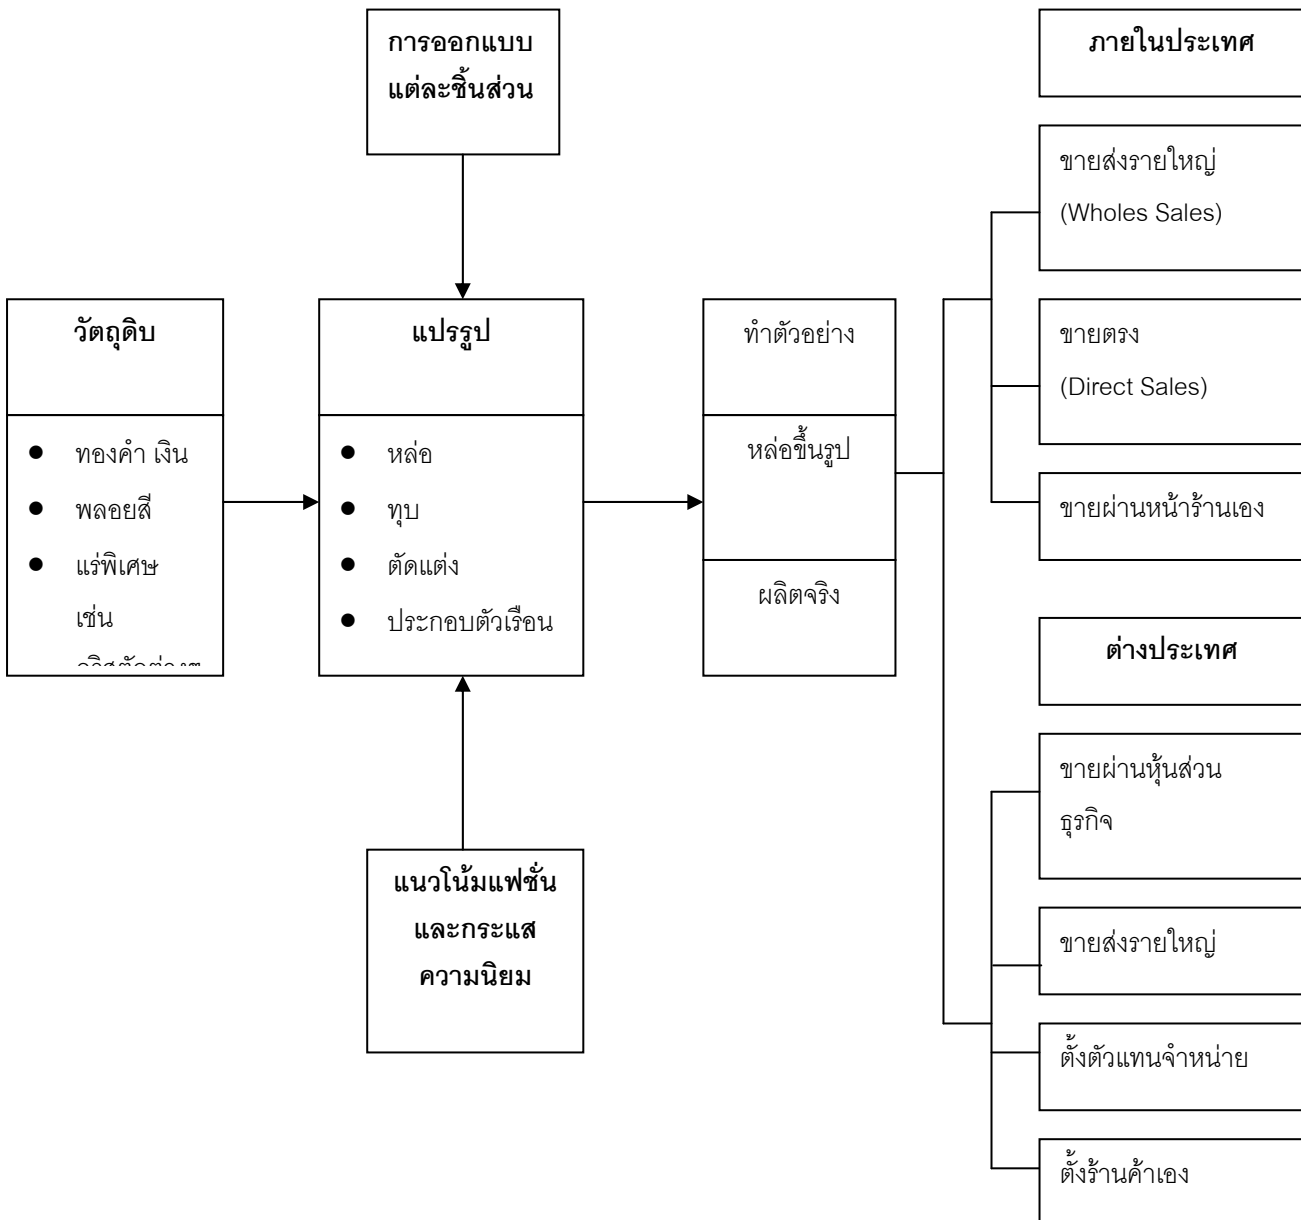 การออกแบบ
แต่ละชิ้นส่วน
วัตถุดิบ
● ทองคำ เงิน
● พลอยสี
● แร่พิเศษ
เช่น
แปรรูป
● หล่อ
● ทุบ
● ตัดแต่ง
● ประกอบตัวเรือน
แนวโน้มแฟชั่น
และกระแส
ความนิยม
ทำตัวอย่าง
หล่อขึ้นรูป
ผลิตจริง
ภายในประเทศ
ขายส่งรายใหญ่
(Wholes Sales)
ขายตรง
(Direct Sales)
ขายผ่านหน้าร้านเอง
ต่างประเทศ
ขายผ่านหุ้นส่วน
ธุรกิจ
ขายส่งรายใหญ่
ตั้งตัวแทนจำหน่าย
ตั้งร้านค้าเอง